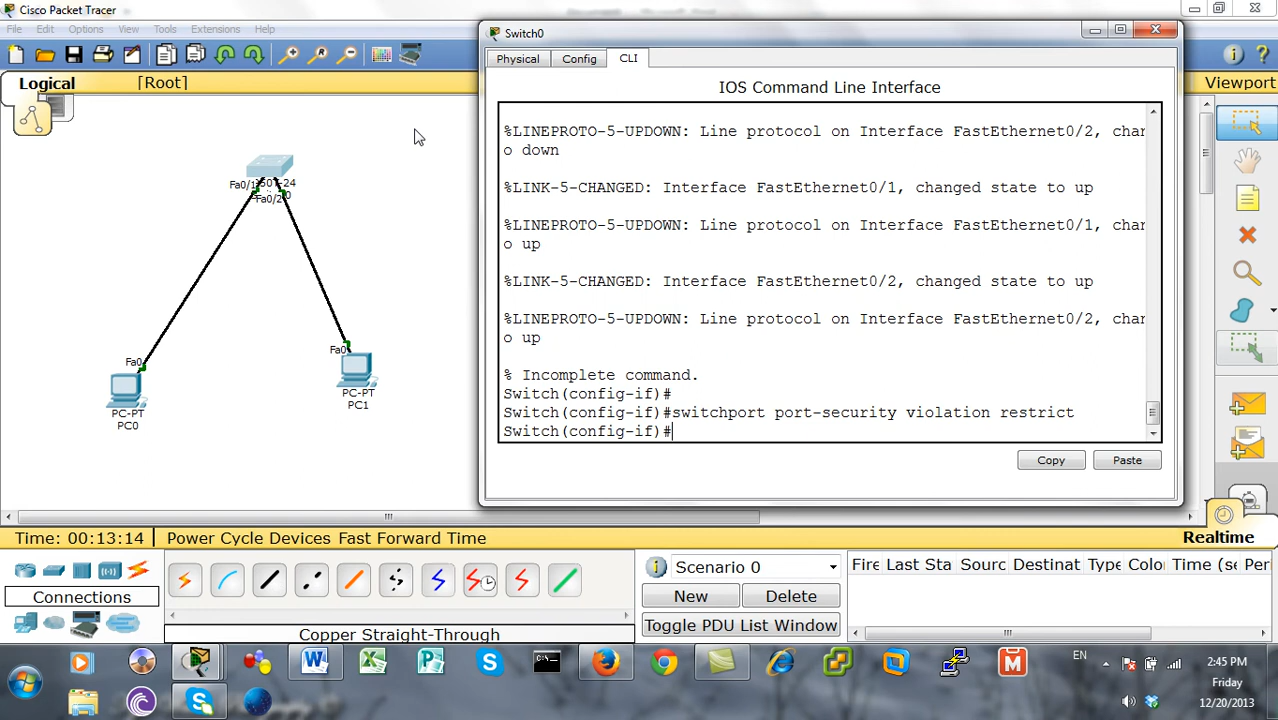 Cisco Packet Tracer
File Edit Options View Tools Extensions Help
Logical
[Root]
Viewport
Switch0
Physical Config CLI
IOS Command Line Interface
%LINEPROTO-5-UPDOWN: Line protocol on Interface FastEthernet0/2, chan
o down
%LINK-5-CHANGED: Interface FastEthernet0/1, changed state to up
%LINEPROTO-5-UPDOWN: Line protocol on Interface FastEthernet0/1, chan
o up
%LINK-5-CHANGED: Interface FastEthernet0/2, changed state to up
%LINEPROTO-5-UPDOWN: Line protocol on Interface FastEthernet0/2, chan
o up
% Incomplete command.
Switch(config-if)#
Switch(config-if)#switchport port-security violation restrict
Switch(config-if)#
Copy Paste
Fa0/1
Fa0/2
Fa0
PC-PT
PC0
Fa0
PC-PT
PC1
Time: 00:13:14 Power Cycle Devices Fast Forward Time
Realtime
Connections
Copper Straight-Through
Scenario 0
New Delete
Toggle PDU List Window
Fire Last Sta Sourc Destinat Type Colo Time (se Peri
EN
2:45 PM
Friday
12/20/2013